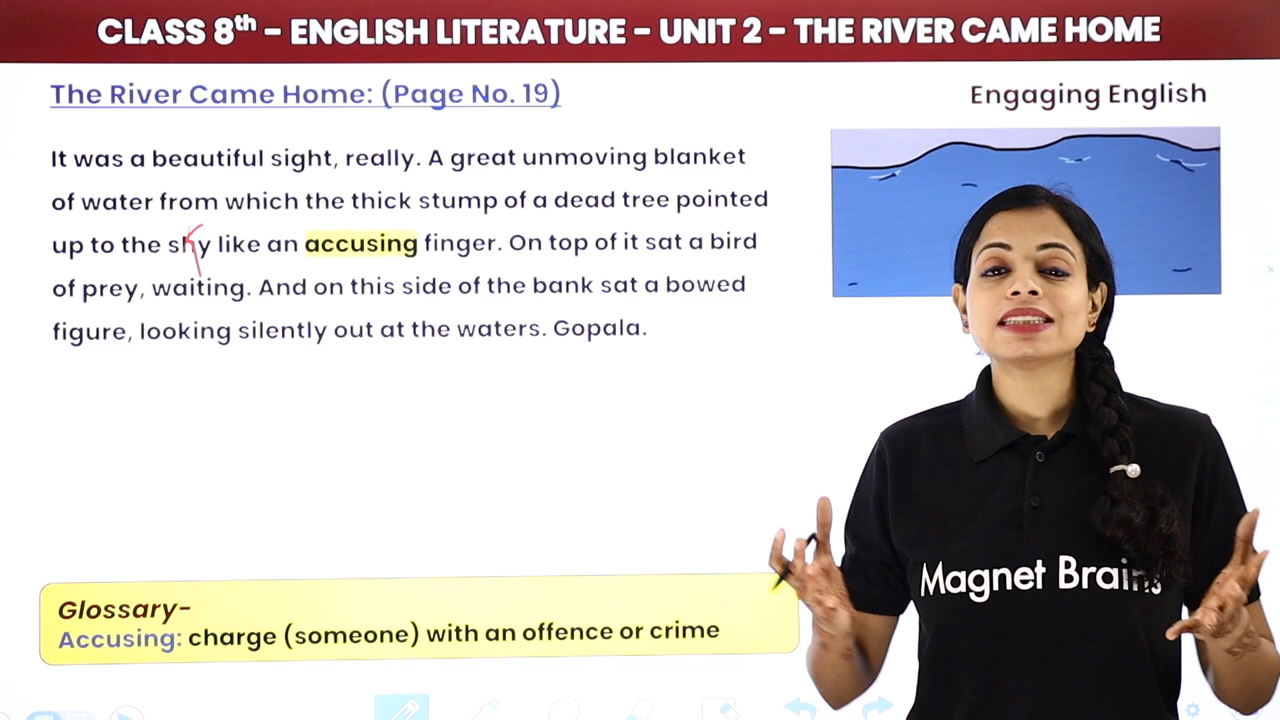 CLASS 8th - ENGLISH LITERATURE - UNIT 2 - THE RIVER CAME HOME
The River Came Home: (Page No. 19)
Engaging English
It was a beautiful sight, really. A great unmoving blanket
of water from which the thick stump of a dead tree pointed
up to the shy like an accusing finger. On top of it sat a bird
of prey, waiting. And on this side of the bank sat a bowed
figure, looking silently out at the waters. Gopala.
Magnet Brains
Glossary-
Accusing: charge (someone) with an offence or crime